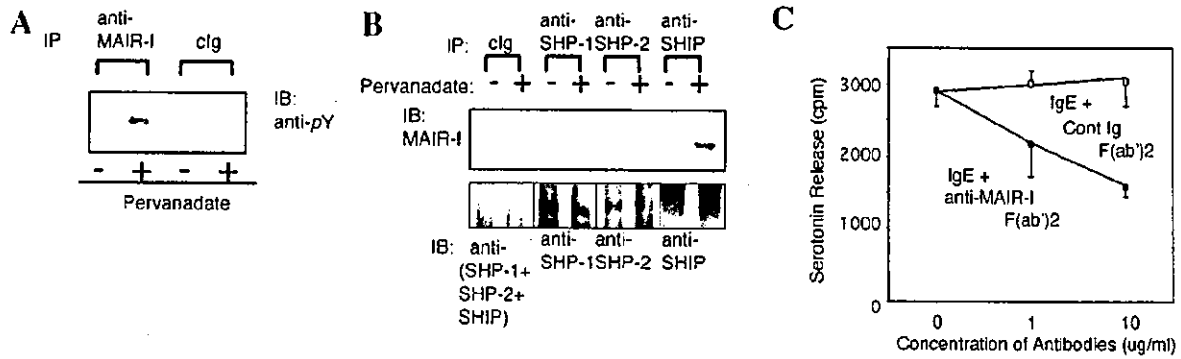 A
IP
anti-
MAIR-I
cIg
IB:
anti-pY
- + - +
Pervanadate
B
IP:
cIg
anti-
SHP-1
anti-
SHP-2
anti-
SHIP
Pervanadate: - + - + - + - +
IB:
MAIR-I
IB:
anti-
(SHP-1+
SHP-2+
SHIP)
anti-
SHP-1
anti-
SHP-2
anti-
SHIP
C
Serotonin Release (cpm)
3000
2000
1000
0
IgE +
Cont Ig
F(ab')2
IgE +
anti-MAIR-I
F(ab')2
0 1 10
Concentration of Antibodies (ug/ml)